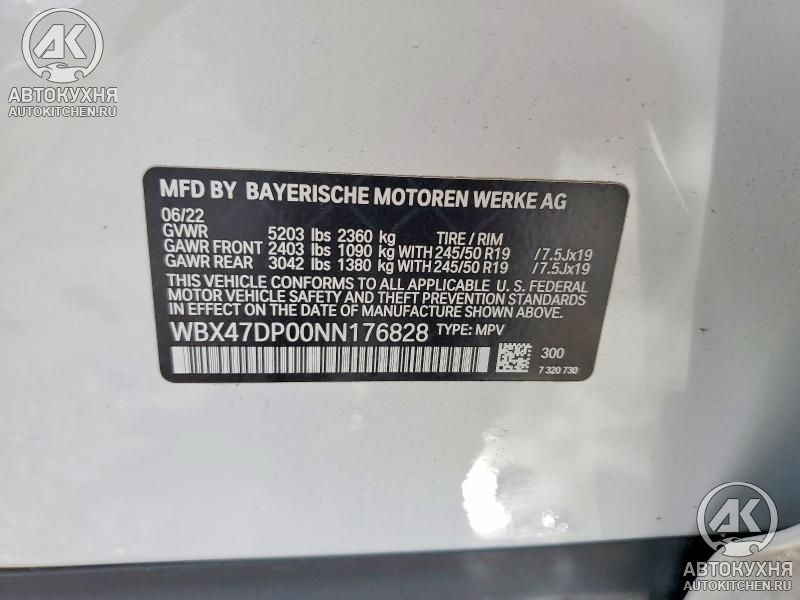 AK
АВТОКУХНЯ
AUTOKITCHEN.RU
MFD BY BAYERISCHE MOTOREN WERKE AG
06/22
GVWR 5203 lbs 2360 kg TIRE / RIM
GAWR FRONT 2403 lbs 1090 kg WITH 245/50 R19 /7.5Jx19
GAWR REAR 3042 lbs 1380 kg WITH 245/50 R19 /7.5Jx19
THIS VEHICLE CONFORMS TO ALL APPLICABLE U. S. FEDERAL
MOTOR VEHICLE SAFETY AND THEFT PREVENTION STANDARDS
IN EFFECT ON THE DATE OF MANUFACTURE SHOWN ABOVE.
WBX47DP00NN176828 TYPE: MPV
300
7 320 730
AK
АВТОКУХНЯ
AUTOKITCHEN.RU